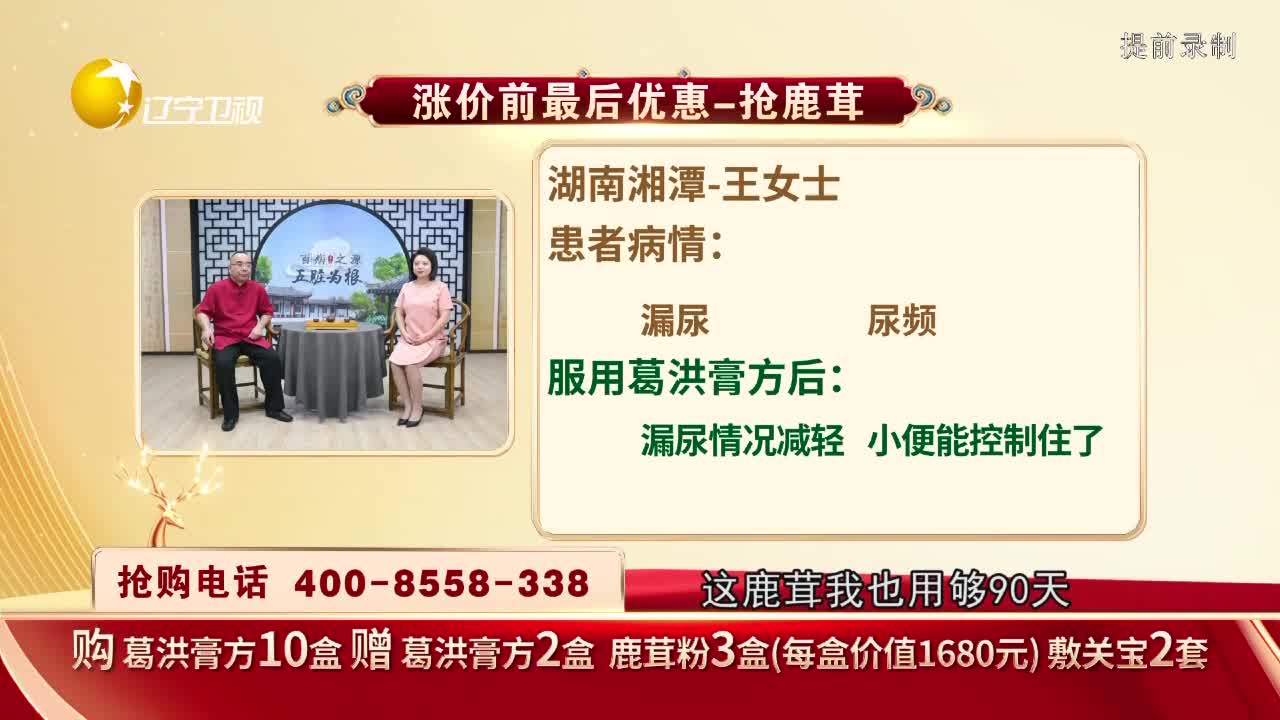 提前录制
辽宁卫视
涨价前最后优惠-抢鹿茸
湖南湘潭-王女士
患者病情：
漏尿 尿频
服用葛洪膏方后：
漏尿情况减轻 小便能控制住了
百病之源
五脏为根
抢购电话 400-8558-338
这鹿茸我也用够90天
购 葛洪膏方10盒 赠 葛洪膏方2盒 鹿茸粉3盒(每盒价值1680元) 敷关宝2套